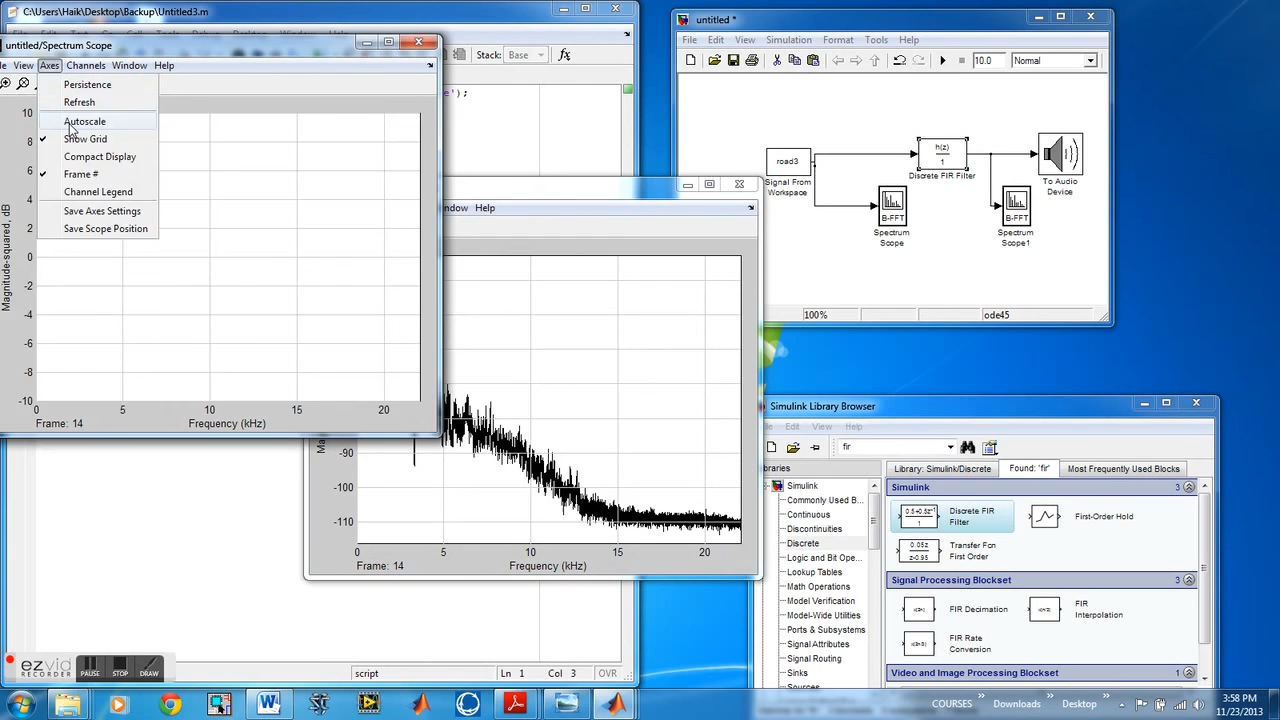 C:\Users\Haik\Desktop\Backup\Untitled3.m
Stack: Base
fx
');
untitled/Spectrum Scope
View Axes Channels Window Help
Persistence
Refresh
Autoscale
Show Grid
Compact Display
Frame #
Channel Legend
Save Axes Settings
Save Scope Position
10
8
6
4
2
0
-2
-4
-6
-8
-10
Magnitude-squared, dB
0 5 10 15 20
Frame: 14 Frequency (kHz)
Help
-90
-100
-110
0 5 10 15 20
Frame: 14 Frequency (kHz)
script Ln 1 Col 3 OVR
untitled *
File Edit View Simulation Format Tools Help
10.0 Normal
road3
Signal From
Workspace
h(z)
1
Discrete FIR Filter
To Audio
Device
B-FFT
Spectrum
Scope
B-FFT
Spectrum
Scope1
100% ode45
Simulink Library Browser
Edit View Help
fir
Library: Simulink/Discrete Found: 'fir' Most Frequently Used Blocks
Simulink
Commonly Used B...
Continuous
Discontinuities
Discrete
Logic and Bit Ope...
Lookup Tables
Math Operations
Model Verification
Model-Wide Utilities
Ports & Subsystems
Signal Attributes
Signal Routing
Sinks
Sources
Simulink 3
Discrete FIR
Filter
First-Order Hold
Transfer Fcn
First Order
Signal Processing Blockset 3
FIR Decimation
FIR
Interpolation
FIR Rate
Conversion
Video and Image Processing Blockset 1
ezvid
RECORDER
PAUSE STOP DRAW
COURSES Downloads Desktop
3:58 PM
11/23/2013